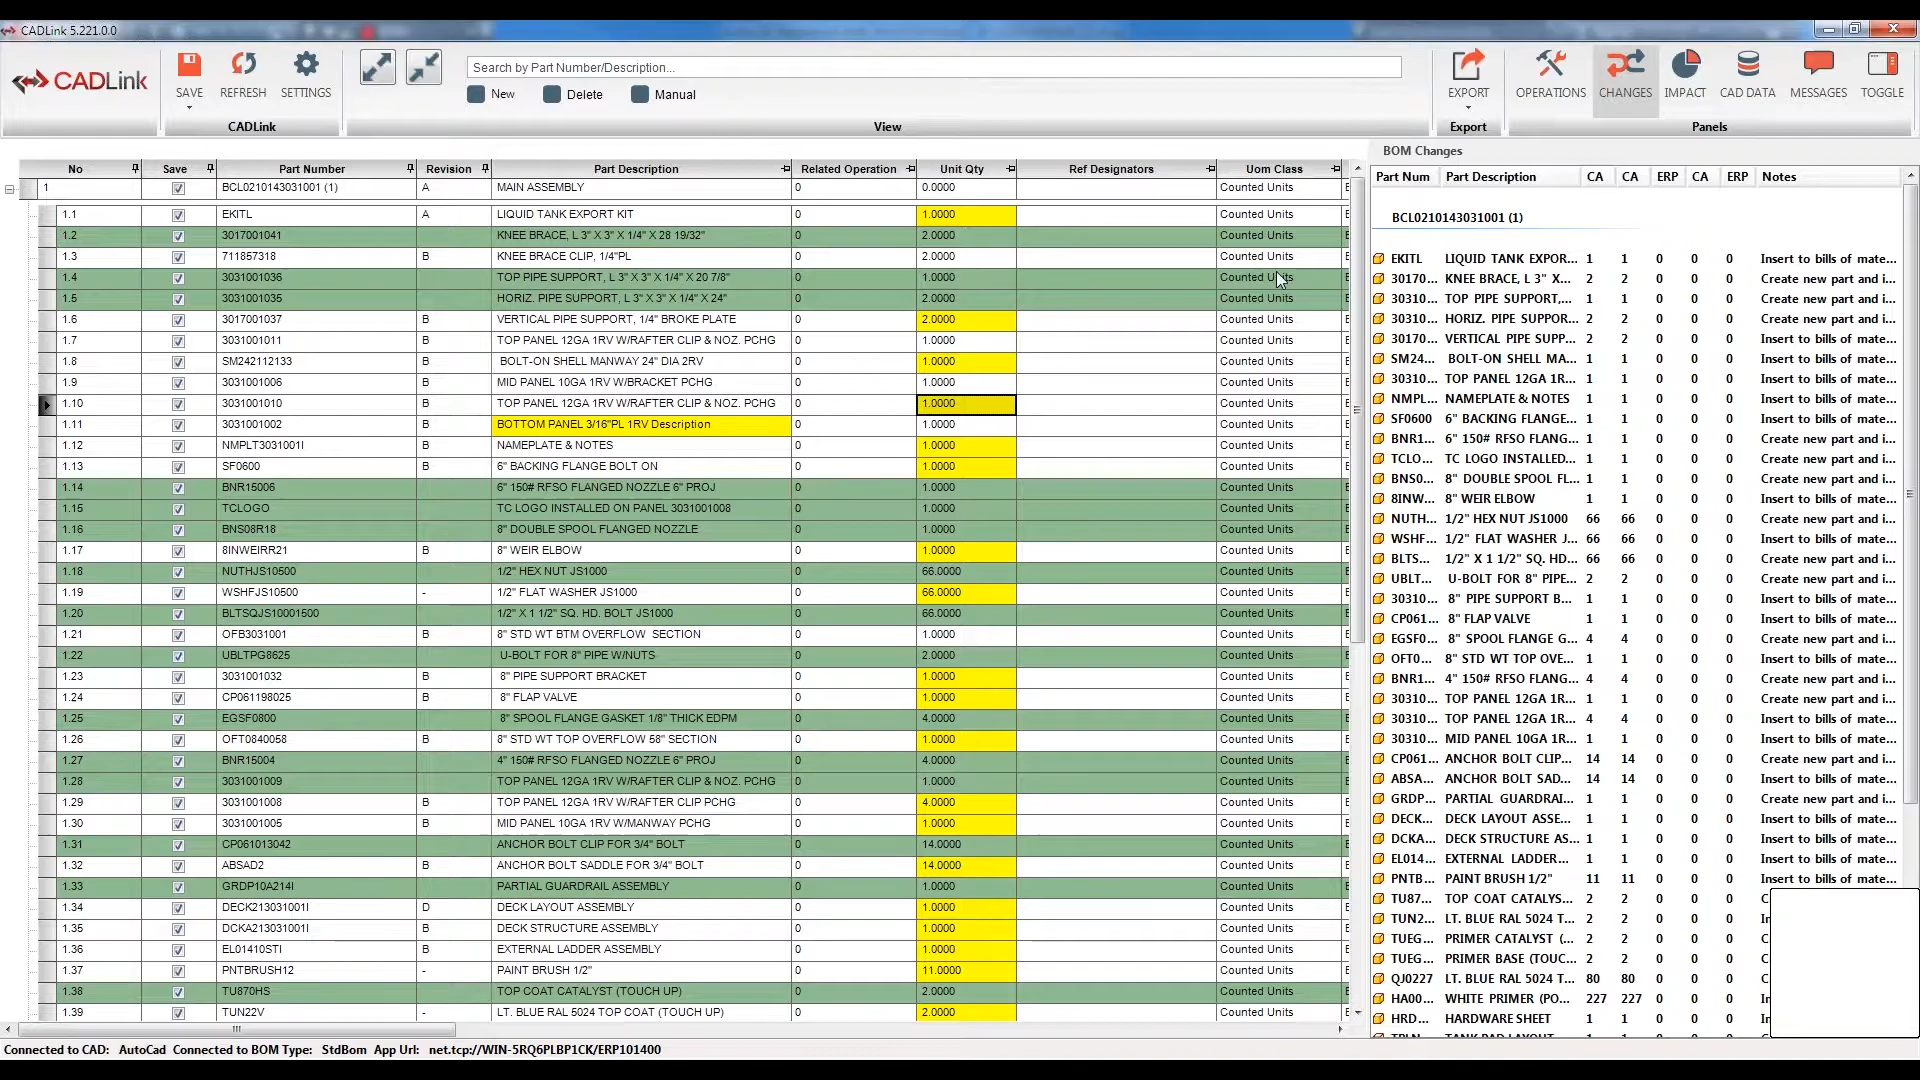 CADLink 5.221.0.0
CADLink
SAVE REFRESH SETTINGS
CADLink
Search by Part Number/Description...
New Delete Manual
View
EXPORT
Export
OPERATIONS CHANGES IMPACT CAD DATA MESSAGES TOGGLE
Panels
No Save Part Number Revision Part Description Related Operation Unit Qty Ref Designators Uom Class
1 BCL0210143031001 (1) A MAIN ASSEMBLY 0 0.0000 Counted Units
1.1 EKITL A LIQUID TANK EXPORT KIT 0 1.0000 Counted Units
1.2 3017001041 KNEE BRACE, L 3" X 3" X 1/4" X 28 19/32" 0 2.0000 Counted Units
1.3 711857318 B KNEE BRACE CLIP, 1/4"PL 0 2.0000 Counted Units
1.4 3031001036 TOP PIPE SUPPORT, L 3" X 3" X 1/4" X 20 7/8" 0 1.0000 Counted Units
1.5 3031001035 HORIZ. PIPE SUPPORT, L 3" X 3" X 1/4" X 24" 0 2.0000 Counted Units
1.6 3017001037 B VERTICAL PIPE SUPPORT, 1/4" BROKE PLATE 0 2.0000 Counted Units
1.7 3031001011 B TOP PANEL 12GA 1RV W/RAFTER CLIP & NOZ. PCHG 0 1.0000 Counted Units
1.8 SM242112133 B BOLT-ON SHELL MANWAY 24" DIA 2RV 0 1.0000 Counted Units
1.9 3031001006 B MID PANEL 10GA 1RV W/BRACKET PCHG 0 1.0000 Counted Units
1.10 3031001010 B TOP PANEL 12GA 1RV W/RAFTER CLIP & NOZ. PCHG 0 1.0000 Counted Units
1.11 3031001002 B BOTTOM PANEL 3/16"PL 1RV Description 0 1.0000 Counted Units
1.12 NMPLT3031001I B NAMEPLATE & NOTES 0 1.0000 Counted Units
1.13 SF0600 B 6" BACKING FLANGE BOLT ON 0 1.0000 Counted Units
1.14 BNR15006 6" 150# RFSO FLANGED NOZZLE 6" PROJ 0 1.0000 Counted Units
1.15 TCLOGO TC LOGO INSTALLED ON PANEL 3031001008 0 1.0000 Counted Units
1.16 BNS08R18 8" DOUBLE SPOOL FLANGED NOZZLE 0 1.0000 Counted Units
1.17 8INWEIRR21 B 8" WEIR ELBOW 0 1.0000 Counted Units
1.18 NUTHJS10500 1/2" HEX NUT JS1000 0 66.0000 Counted Units
1.19 WSHFJS10500 - 1/2" FLAT WASHER JS1000 0 66.0000 Counted Units
1.20 BLTSQJS10001500 1/2" X 1 1/2" SQ. HD. BOLT JS1000 0 66.0000 Counted Units
1.21 OFB3031001 B 8" STD WT BTM OVERFLOW SECTION 0 1.0000 Counted Units
1.22 UBLTPG8625 U-BOLT FOR 8" PIPE W/NUTS 0 2.0000 Counted Units
1.23 3031001032 B 8" PIPE SUPPORT BRACKET 0 1.0000 Counted Units
1.24 CP061198025 B 8" FLAP VALVE 0 1.0000 Counted Units
1.25 EGSF0800 8" SPOOL FLANGE GASKET 1/8" THICK EDPM 0 4.0000 Counted Units
1.26 OFT0840058 B 8" STD WT TOP OVERFLOW 58" SECTION 0 1.0000 Counted Units
1.27 BNR15004 4" 150# RFSO FLANGED NOZZLE 6" PROJ 0 4.0000 Counted Units
1.28 3031001009 TOP PANEL 12GA 1RV W/RAFTER CLIP & NOZ. PCHG 0 1.0000 Counted Units
1.29 3031001008 B TOP PANEL 12GA 1RV W/RAFTER CLIP PCHG 0 4.0000 Counted Units
1.30 3031001005 B MID PANEL 10GA 1RV W/MANWAY PCHG 0 1.0000 Counted Units
1.31 CP061013042 ANCHOR BOLT CLIP FOR 3/4" BOLT 0 14.0000 Counted Units
1.32 ABSAD2 B ANCHOR BOLT SADDLE FOR 3/4" BOLT 0 14.0000 Counted Units
1.33 GRDP10A214I PARTIAL GUARDRAIL ASSEMBLY 0 1.0000 Counted Units
1.34 DECK213031001I D DECK LAYOUT ASSEMBLY 0 1.0000 Counted Units
1.35 DCKA213031001I B DECK STRUCTURE ASSEMBLY 0 1.0000 Counted Units
1.36 EL01410STI B EXTERNAL LADDER ASSEMBLY 0 1.0000 Counted Units
1.37 PNTBRUSH12 - PAINT BRUSH 1/2" 0 11.0000 Counted Units
1.38 TU870HS TOP COAT CATALYST (TOUCH UP) 0 2.0000 Counted Units
1.39 TUN22V - LT. BLUE RAL 5024 TOP COAT (TOUCH UP) 0 2.0000 Counted Units
BOM Changes
Part Num Part Description CA CA ERP CA ERP Notes
BCL0210143031001 (1)
EKITL LIQUID TANK EXPOR... 1 1 0 0 0 Insert to bills of mate...
30170... KNEE BRACE, L 3" X... 2 2 0 0 0 Create new part and i...
30310... TOP PIPE SUPPORT,... 1 1 0 0 0 Create new part and i...
30310... HORIZ. PIPE SUPPOR... 2 2 0 0 0 Create new part and i...
30170... VERTICAL PIPE SUPP... 2 2 0 0 0 Insert to bills of mate...
SM24... BOLT-ON SHELL MA... 1 1 0 0 0 Insert to bills of mate...
30310... TOP PANEL 12GA 1R... 1 1 0 0 0 Insert to bills of mate...
NMPL... NAMEPLATE & NOTES 1 1 0 0 0 Insert to bills of mate...
SF0600 6" BACKING FLANGE... 1 1 0 0 0 Insert to bills of mate...
BNR1... 6" 150# RFSO FLANG... 1 1 0 0 0 Create new part and i...
TCLO... TC LOGO INSTALLED... 1 1 0 0 0 Create new part and i...
BNS0... 8" DOUBLE SPOOL FL... 1 1 0 0 0 Create new part and i...
8INW... 8" WEIR ELBOW 1 1 0 0 0 Insert to bills of mate...
NUTH... 1/2" HEX NUT JS1000 66 66 0 0 0 Create new part and i...
WSHF... 1/2" FLAT WASHER J... 66 66 0 0 0 Insert to bills of mate...
BLTS... 1/2" X 1 1/2" SQ. HD... 66 66 0 0 0 Create new part and i...
UBLT... U-BOLT FOR 8" PIPE... 2 2 0 0 0 Create new part and i...
30310... 8" PIPE SUPPORT B... 1 1 0 0 0 Insert to bills of mate...
CP061... 8" FLAP VALVE 1 1 0 0 0 Insert to bills of mate...
EGSF0... 8" SPOOL FLANGE G... 4 4 0 0 0 Create new part and i...
OFT0... 8" STD WT TOP OVE... 1 1 0 0 0 Insert to bills of mate...
BNR1... 4" 150# RFSO FLANG... 4 4 0 0 0 Create new part and i...
30310... TOP PANEL 12GA 1R... 1 1 0 0 0 Create new part and i...
30310... TOP PANEL 12GA 1R... 4 4 0 0 0 Insert to bills of mate...
30310... MID PANEL 10GA 1R... 1 1 0 0 0 Insert to bills of mate...
CP061... ANCHOR BOLT CLIP... 14 14 0 0 0 Create new part and i...
ABSA... ANCHOR BOLT SAD... 14 14 0 0 0 Insert to bills of mate...
GRDP... PARTIAL GUARDRAI... 1 1 0 0 0 Create new part and i...
DECK... DECK LAYOUT ASSE... 1 1 0 0 0 Insert to bills of mate...
DCKA... DECK STRUCTURE AS... 1 1 0 0 0 Insert to bills of mate...
EL014... EXTERNAL LADDER... 1 1 0 0 0 Insert to bills of mate...
PNTB... PAINT BRUSH 1/2" 11 11 0 0 0 Insert to bills of mate...
TU87... TOP COAT CATALYS... 2 2 0 0 0
TUN2... LT. BLUE RAL 5024 T... 2 2 0 0 0
TUEG... PRIMER CATALYST (... 2 2 0 0 0
TUEG... PRIMER BASE (TOUC... 2 2 0 0 0
QJ0227 LT. BLUE RAL 5024 T... 80 80 0 0 0
HA00... WHITE PRIMER (PO... 227 227 0 0 0
HRD... HARDWARE SHEET 1 1 0 0 0
Connected to CAD: AutoCad Connected to BOM Type: StdBom App Url: net.tcp://WIN-5RQ6PLBP1CK/ERP101400